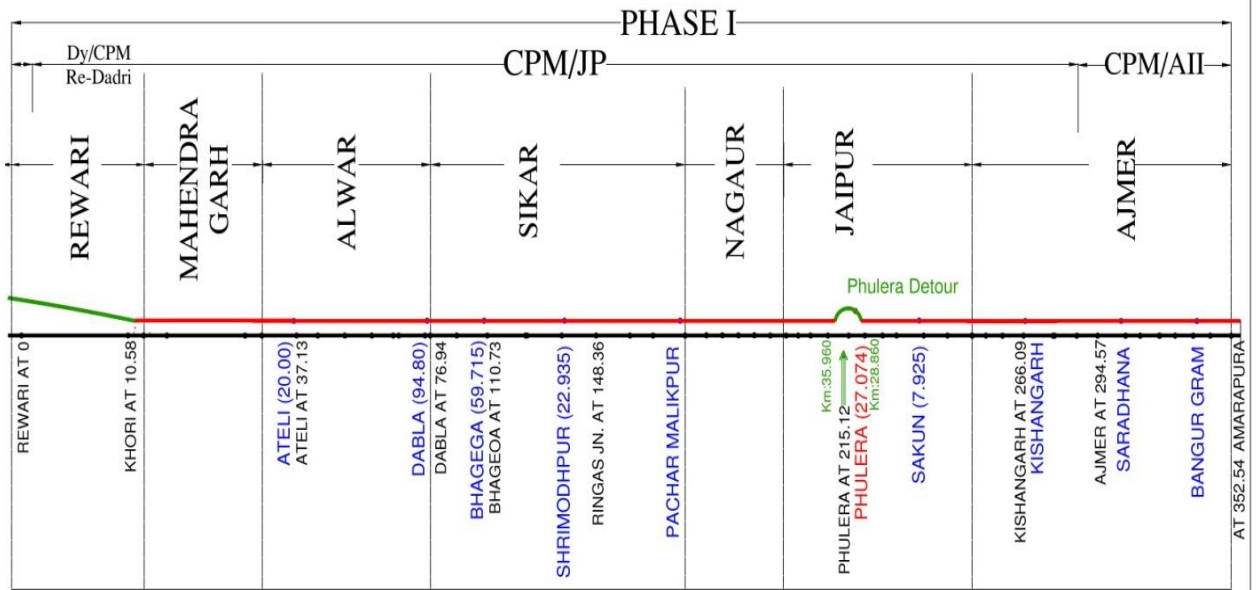 PHASE I
Dy/CPM
Re-Dadri
CPM/JP
CPM/AII
REWARI
MAHENDRA
GARH
ALWAR
SIKAR
NAGAUR
JAIPUR
AJMER
Phulera Detour
REWARI AT 0
KHORI AT 10.58
ATELI (20.00)
ATELI AT 37.13
DABLA (94.80)
DABLA AT 76.94
BHAGEGA (59.715)
BHAGEOA AT 110.73
SHRIMODHPUR (22.935)
RINGAS JN. AT 148.36
PACHAR MALIKPUR
Km:35.960
PHULERA AT 215.12
PHULERA (27.074)
Km:28.860
SAKUN (7.925)
KISHANGARH AT 266.09
KISHANGARH
AJMER AT 294.57
SARADHANA
BANGUR GRAM
AT 352.54 AMARAPURA